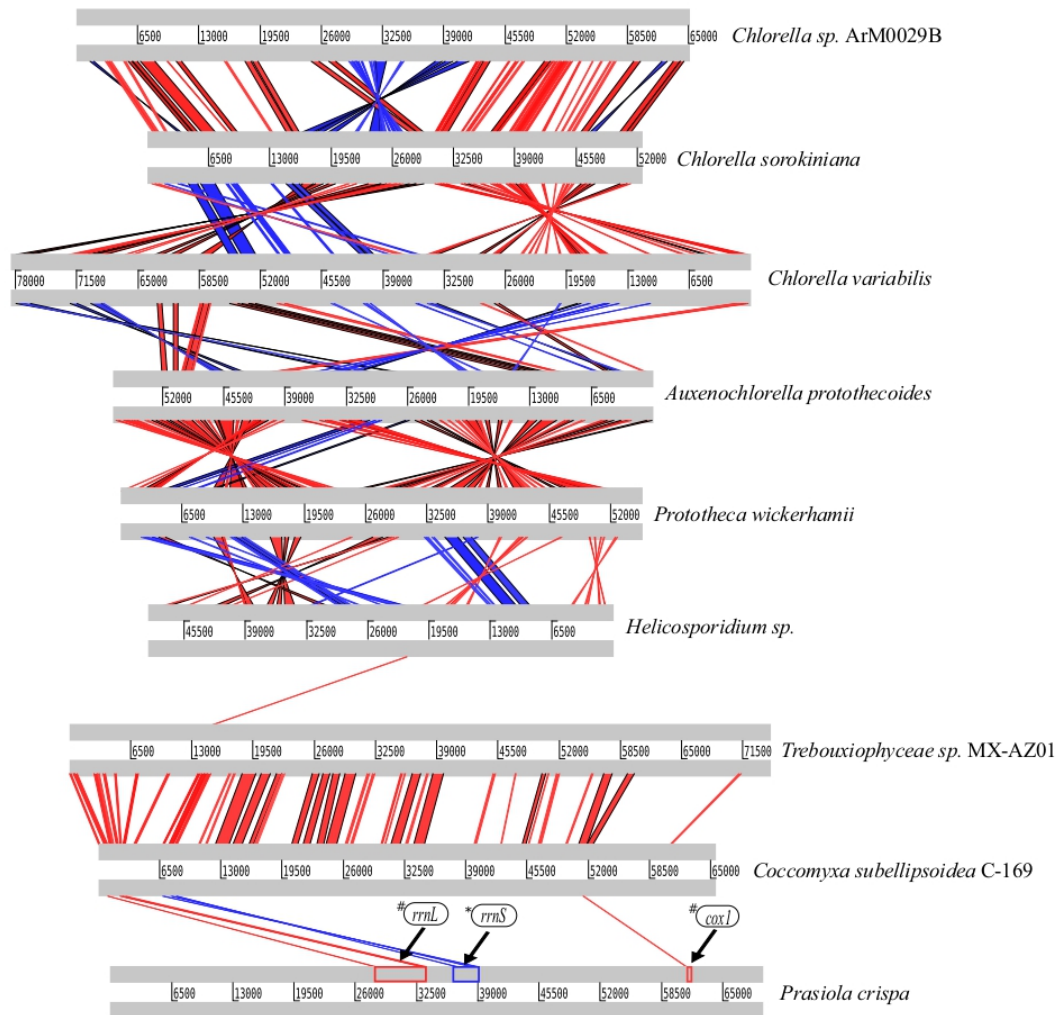 6500 13000 19500 26000 32500 39000 45500 52000 58500 65000
Chlorella sp. ArM0029B
6500 13000 19500 26000 32500 39000 45500 52000
Chlorella sorokiniana
78000 71500 65000 58500 52000 45500 39000 32500 26000 19500 13000 6500
Chlorella variabilis
52000 45500 39000 32500 26000 19500 13000 6500
Auxenochlorella protothecoides
6500 13000 19500 26000 32500 39000 45500 52000
Prototheca wickerhamii
45500 39000 32500 26000 19500 13000 6500
Helicosporidium sp.
6500 13000 19500 26000 32500 39000 45500 52000 58500 65000 71500
Trebouxiophyceae sp. MX-AZ01
6500 13000 19500 26000 32500 39000 45500 52000 58500 65000
Coccomyxa subellipsoidea C-169
#rrnL *rrnS #cox1
6500 13000 19500 26000 32500 39000 45500 52000 58500 65000
Prasiola crispa